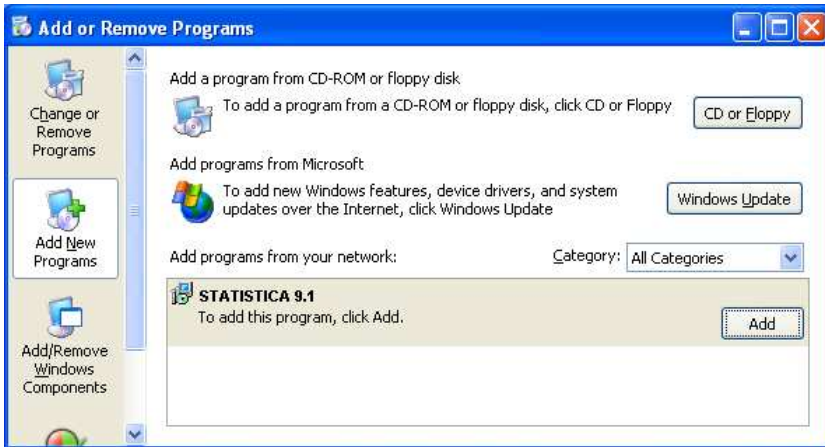 Add or Remove Programs
Change or
Remove
Programs
Add New
Programs
Add/Remove
Windows
Components
Add a program from CD-ROM or floppy disk
To add a program from a CD-ROM or floppy disk, click CD or Floppy
CD or Floppy
Add programs from Microsoft
To add new Windows features, device drivers, and system
updates over the Internet, click Windows Update
Windows Update
Add programs from your network:
Category: All Categories
STATISTICA 9.1
To add this program, click Add.
Add